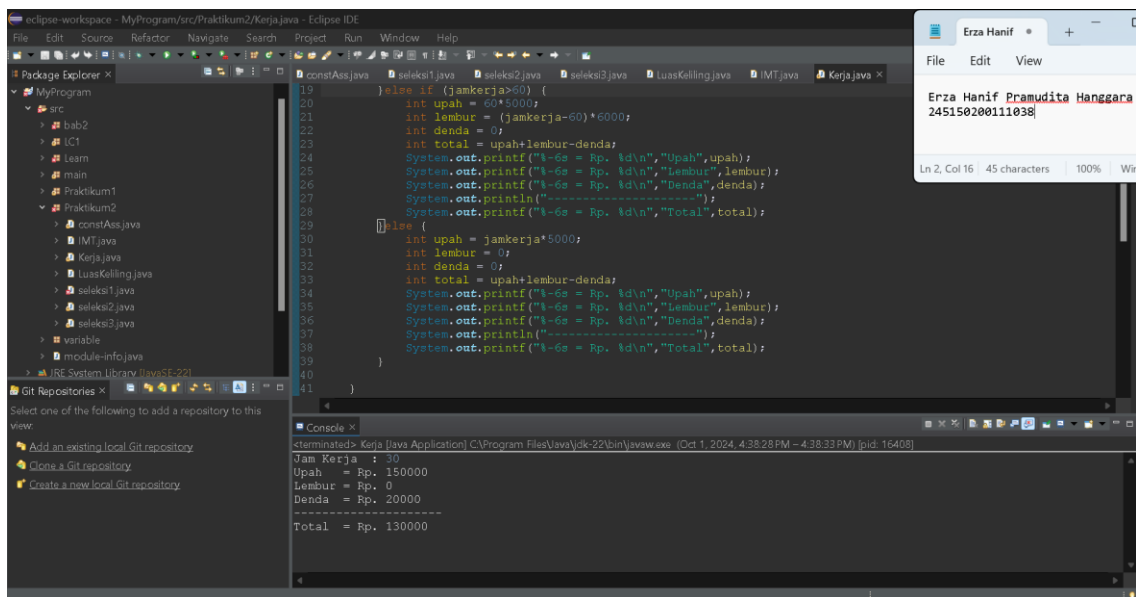 eclipse-workspace - MyProgram/src/Praktikum2/Kerja.java - Eclipse IDE
File Edit Source Refactor Navigate Search Project Run Window Help
Package Explorer
MyProgram
src
bab2
LC1
Learn
main
Praktikum1
Praktikum2
constAss.java
IMT.java
Kerja.java
LuasKeliling.java
seleksi1.java
seleksi2.java
seleksi3.java
variable
module-info.java
JRE System Library [JavaSE-22]
Git Repositories
Select one of the following to add a repository to this
view:
Add an existing local Git repository
Clone a Git repository
Create a new local Git repository
constAss.java seleksi1.java seleksi2.java seleksi3.java LuasKeliling.java IMT.java Kerja.java
19 }else if (jamkerja>60) {
20 int upah = 60*5000;
21 int lembur = (jamkerja-60)*6000;
22 int denda = 0;
23 int total = upah+lembur-denda;
24 System.out.printf("%-6s = Rp. %d\n","Upah",upah);
25 System.out.printf("%-6s = Rp. %d\n","Lembur",lembur);
26 System.out.printf("%-6s = Rp. %d\n","Denda",denda);
27 System.out.println("---------------------");
28 System.out.printf("%-6s = Rp. %d\n","Total",total);
29 }else {
30 int upah = jamkerja*5000;
31 int lembur = 0;
32 int denda = 0;
33 int total = upah+lembur-denda;
34 System.out.printf("%-6s = Rp. %d\n","Upah",upah);
35 System.out.printf("%-6s = Rp. %d\n","Lembur",lembur);
36 System.out.printf("%-6s = Rp. %d\n","Denda",denda);
37 System.out.println("---------------------");
38 System.out.printf("%-6s = Rp. %d\n","Total",total);
39 }
40
41 }
Console
<terminated> Kerja [Java Application] C:\Program Files\Java\jdk-22\bin\javaw.exe (Oct 1, 2024, 4:38:28 PM – 4:38:33 PM) [pid: 16408]
Jam Kerja : 30
Upah = Rp. 150000
Lembur = Rp. 0
Denda = Rp. 20000
---------------------
Total = Rp. 130000
Erza Hanif
File Edit View
Erza Hanif Pramudita Hanggara
245150200111038
Ln 2, Col 16 45 characters 100% Wir